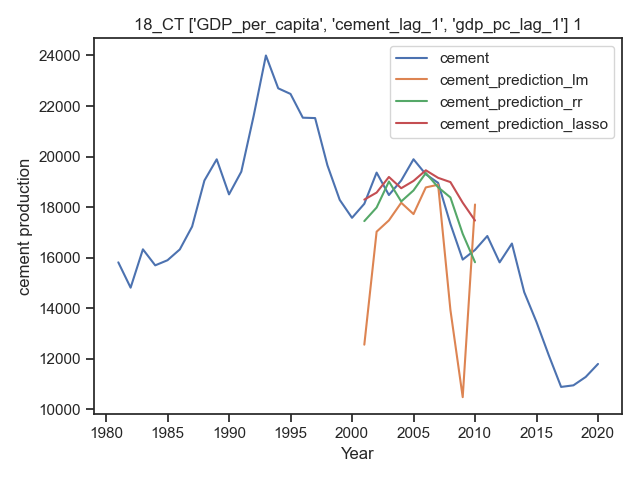 18_CT ['GDP_per_capita', 'cement_lag_1', 'gdp_pc_lag_1'] 1
cement
cement_prediction_lm
cement_prediction_rr
cement_prediction_lasso
cement production
24000
22000
20000
18000
16000
14000
12000
10000
1980 1985 1990 1995 2000 2005 2010 2015 2020
Year